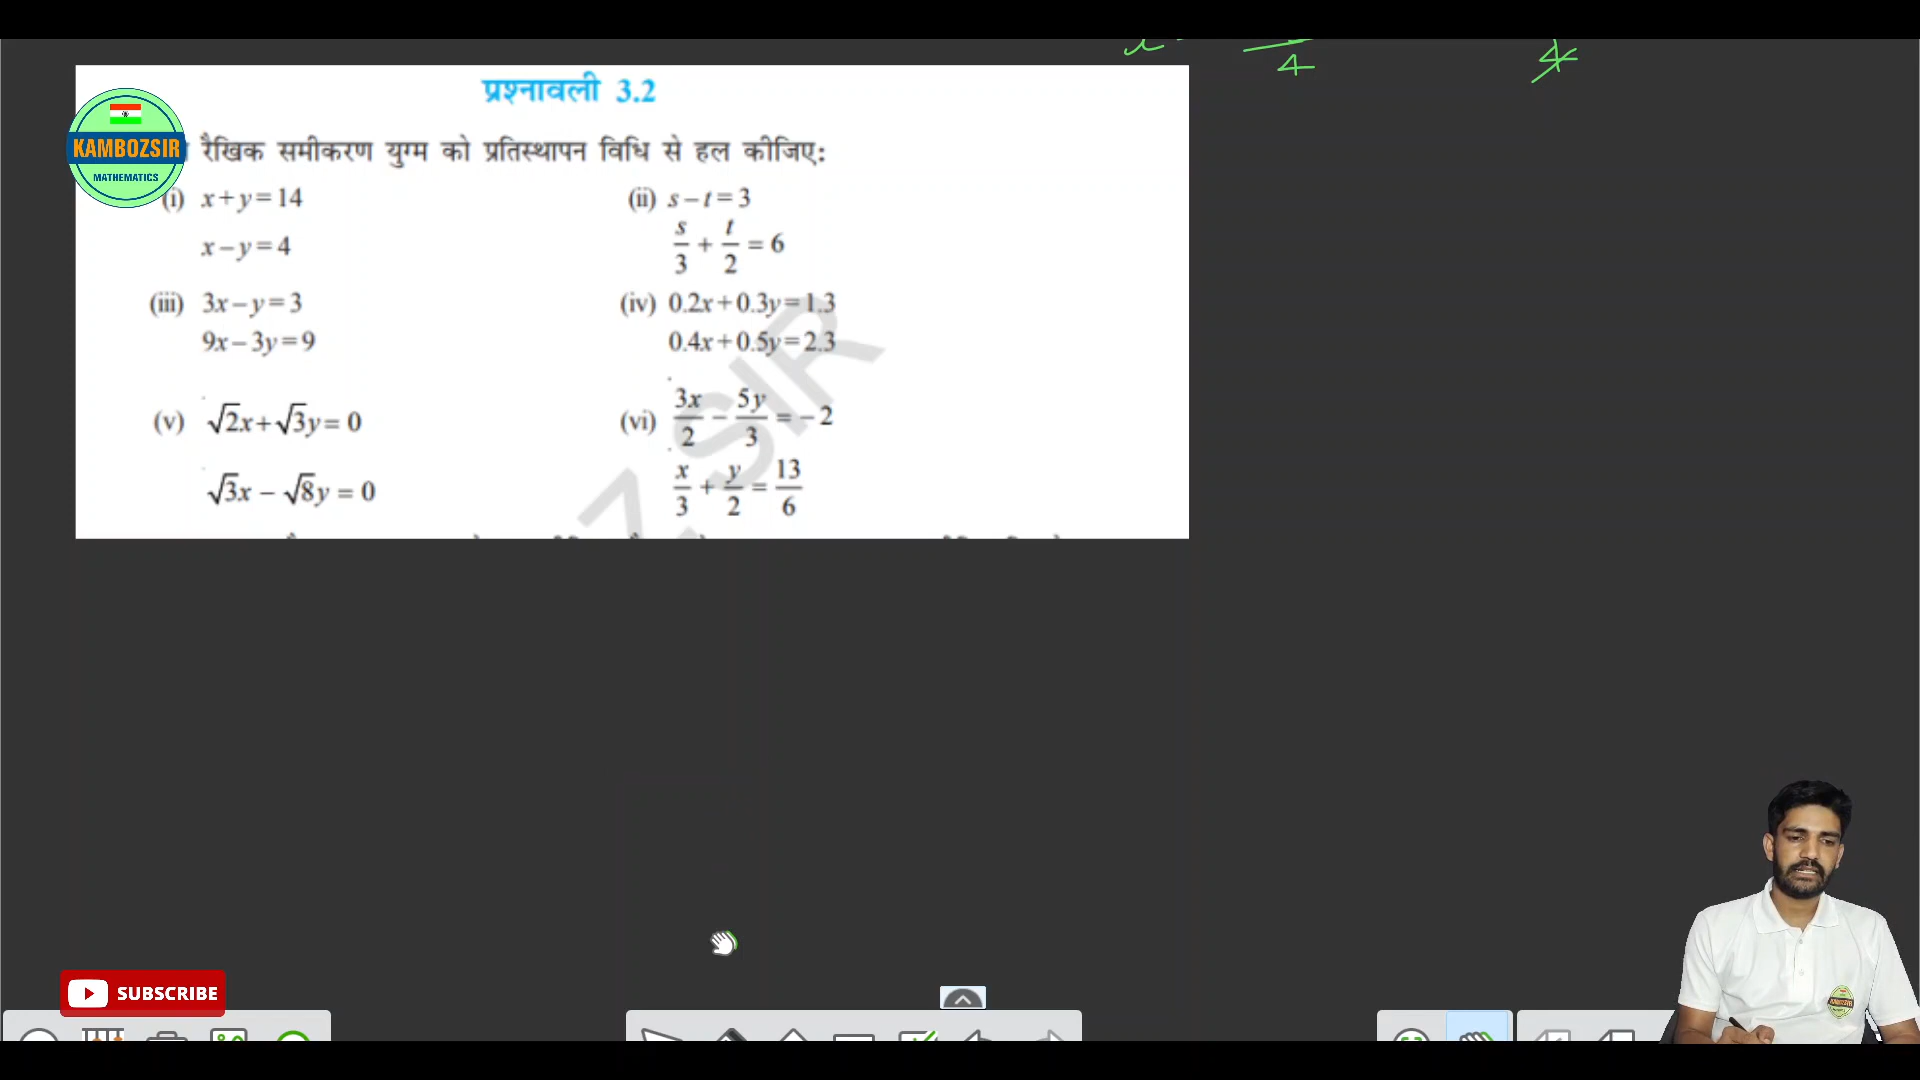 प्रश्नावली 3.2
KAMBOZSIR
MATHEMATICS
रैखिक समीकरण युग्म को प्रतिस्थापन विधि से हल कीजिए:
(i) x+y=14
x−y=4
(ii) s−t=3
s/3 + t/2 = 6
(iii) 3x−y=3
9x−3y=9
(iv) 0.2x+0.3y=1.3
0.4x+0.5y=2.3
(v) √2x+√3y=0
√3x − √8y = 0
(vi) 3x/2 − 5y/3 = −2
x/3 + y/2 = 13/6
Z SIR
4
4
SUBSCRIBE